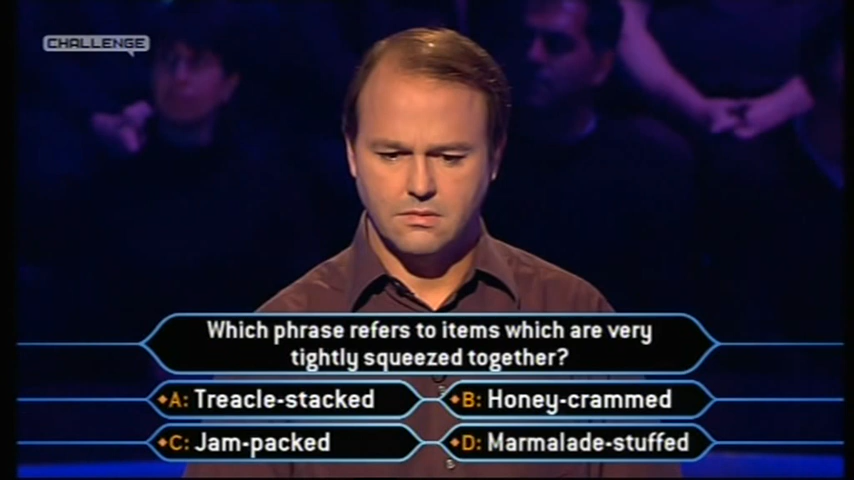 CHALLENGE
Which phrase refers to items which are very
tightly squeezed together?
A: Treacle-stacked
B: Honey-crammed
C: Jam-packed
D: Marmalade-stuffed